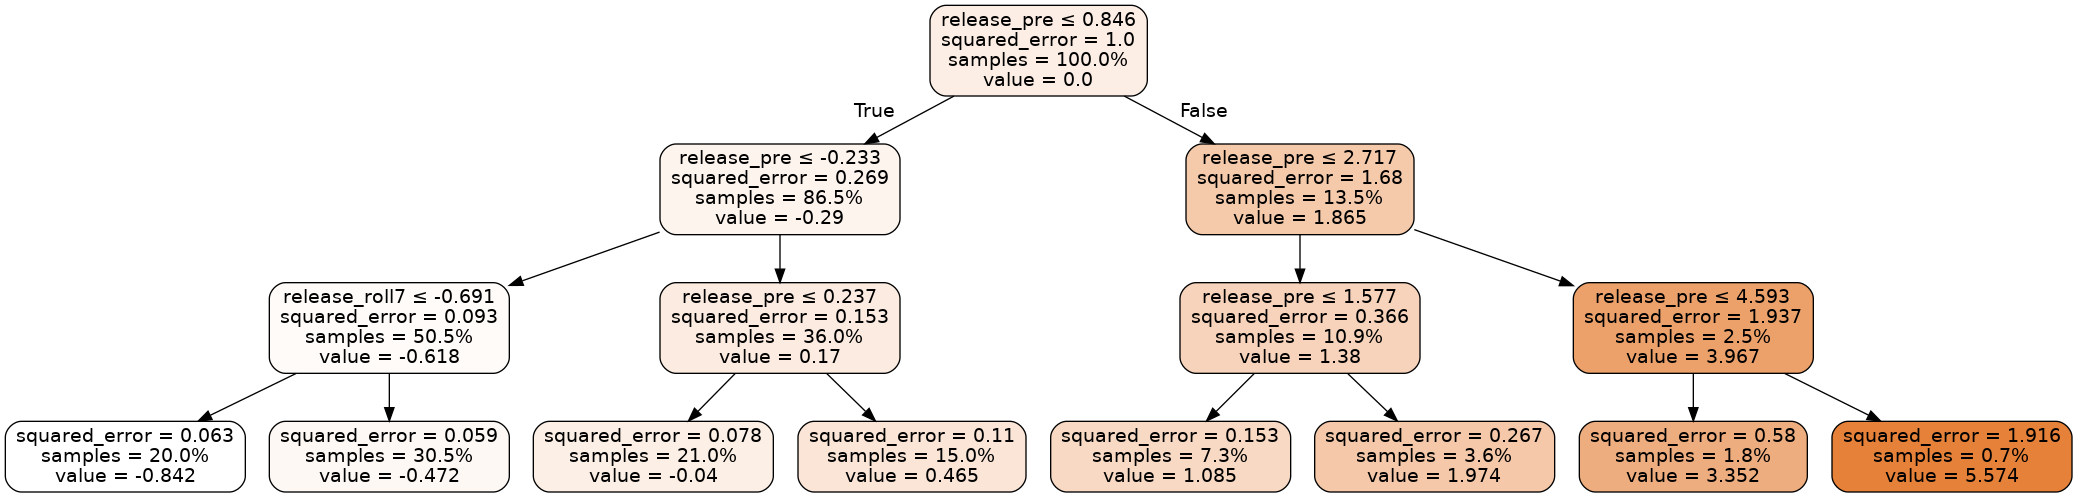 release_pre ≤ 0.846
squared_error = 1.0
samples = 100.0%
value = 0.0
True
False
release_pre ≤ -0.233
squared_error = 0.269
samples = 86.5%
value = -0.29
release_pre ≤ 2.717
squared_error = 1.68
samples = 13.5%
value = 1.865
release_roll7 ≤ -0.691
squared_error = 0.093
samples = 50.5%
value = -0.618
release_pre ≤ 0.237
squared_error = 0.153
samples = 36.0%
value = 0.17
release_pre ≤ 1.577
squared_error = 0.366
samples = 10.9%
value = 1.38
release_pre ≤ 4.593
squared_error = 1.937
samples = 2.5%
value = 3.967
squared_error = 0.063
samples = 20.0%
value = -0.842
squared_error = 0.059
samples = 30.5%
value = -0.472
squared_error = 0.078
samples = 21.0%
value = -0.04
squared_error = 0.11
samples = 15.0%
value = 0.465
squared_error = 0.153
samples = 7.3%
value = 1.085
squared_error = 0.267
samples = 3.6%
value = 1.974
squared_error = 0.58
samples = 1.8%
value = 3.352
squared_error = 1.916
samples = 0.7%
value = 5.574